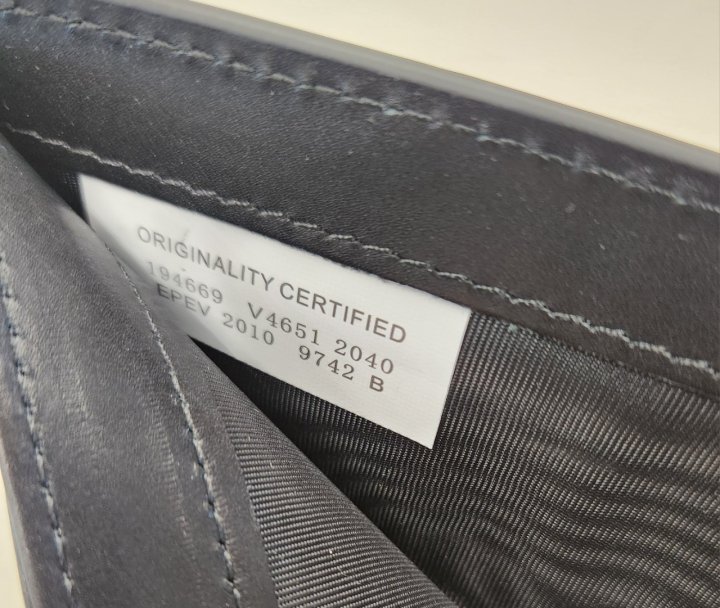 ORIGINALITY CERTIFIED
194669 V4651 2040
EPEV 2010 9742 B